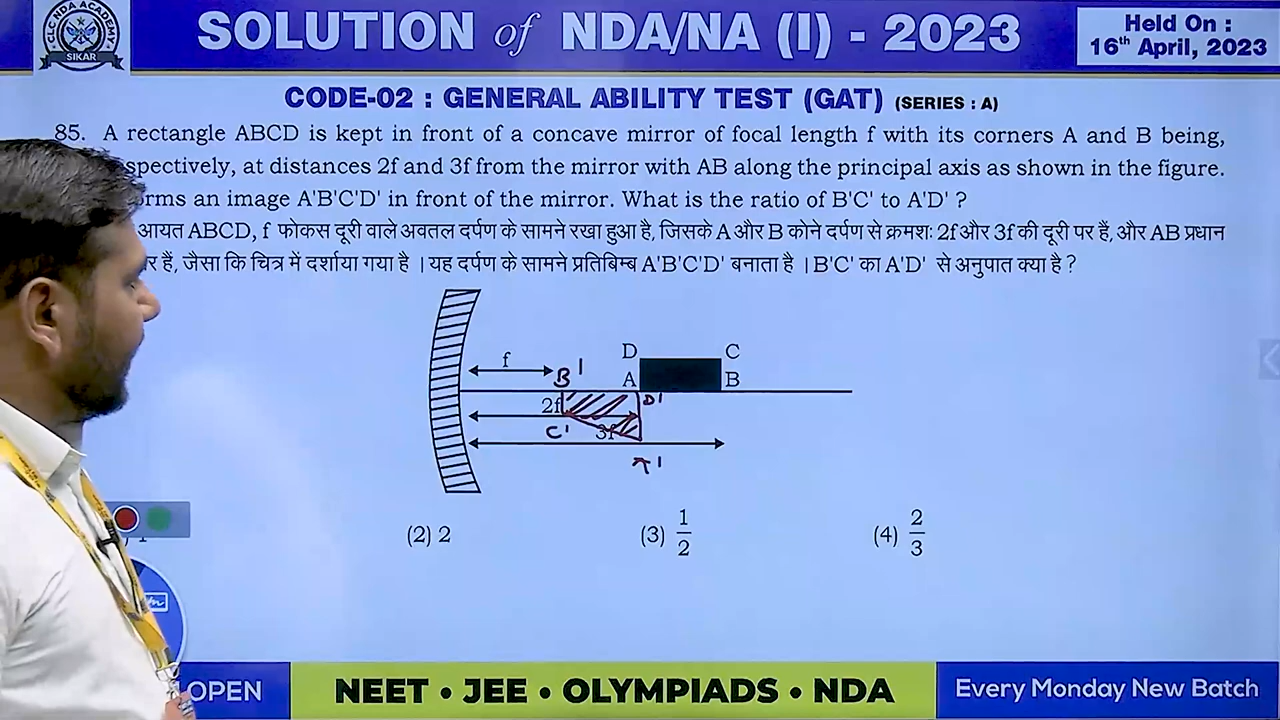 CLC NDA ACADEMY
SIKAR
SOLUTION of NDA/NA (I) - 2023
Held On :
16th April, 2023
CODE-02 : GENERAL ABILITY TEST (GAT) (SERIES : A)
85. A rectangle ABCD is kept in front of a concave mirror of focal length f with its corners A and B being,
spectively, at distances 2f and 3f from the mirror with AB along the principal axis as shown in the figure.
orms an image A'B'C'D' in front of the mirror. What is the ratio of B'C' to A'D' ?
आयत ABCD, f फोकस दूरी वाले अवतल दर्पण के सामने रखा हुआ है, जिसके A और B कोने दर्पण से क्रमशः 2f और 3f की दूरी पर हैं, और AB प्रधान
र हैं, जैसा कि चित्र में दर्शाया गया है । यह दर्पण के सामने प्रतिबिम्ब A'B'C'D' बनाता है । B'C' का A'D' से अनुपात क्या है ?
D C
f
B' A B
2f D'
C' 3f
A'
(2) 2 (3) 1/2 (4) 2/3
OPEN
NEET • JEE • OLYMPIADS • NDA
Every Monday New Batch